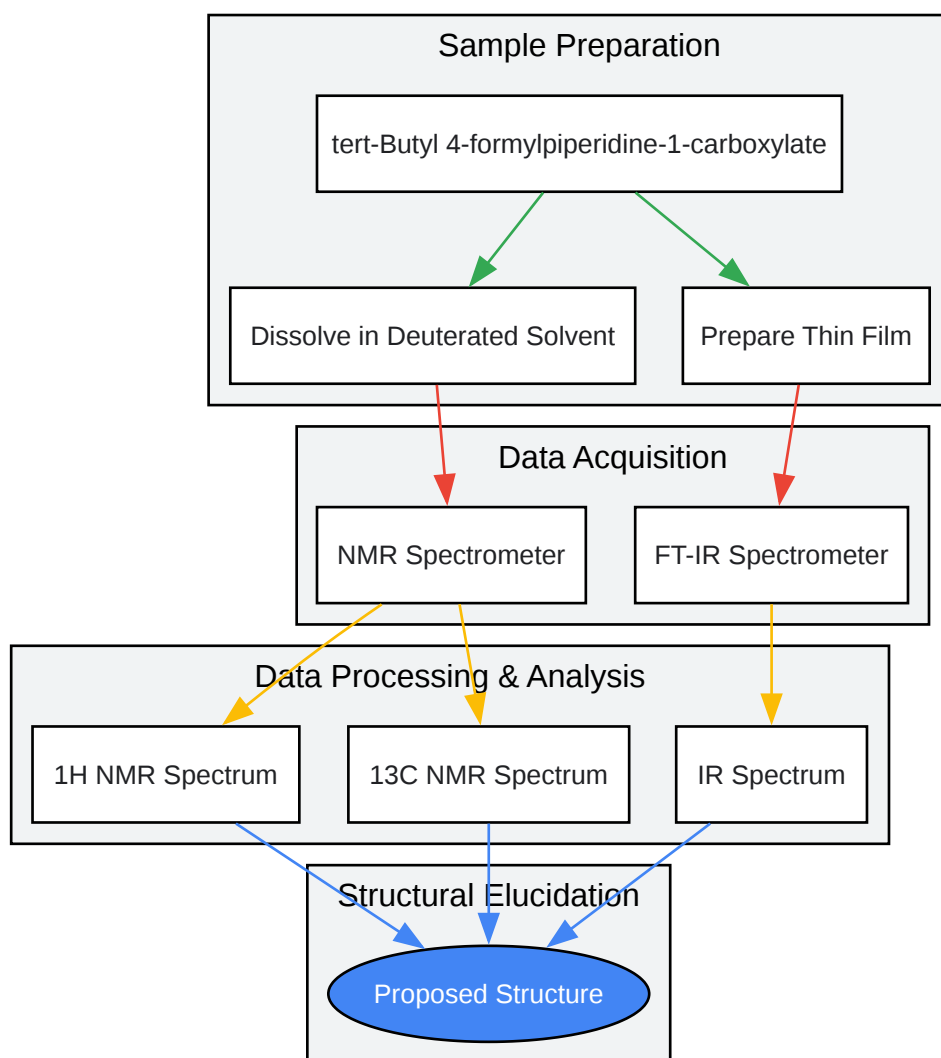 Sample Preparation
tert-Butyl 4-formylpiperidine-1-carboxylate
Dissolve in Deuterated Solvent
Prepare Thin Film
Data Acquisition
NMR Spectrometer
FT-IR Spectrometer
Data Processing & Analysis
1H NMR Spectrum
13C NMR Spectrum
IR Spectrum
Structural Elucidation
Proposed Structure